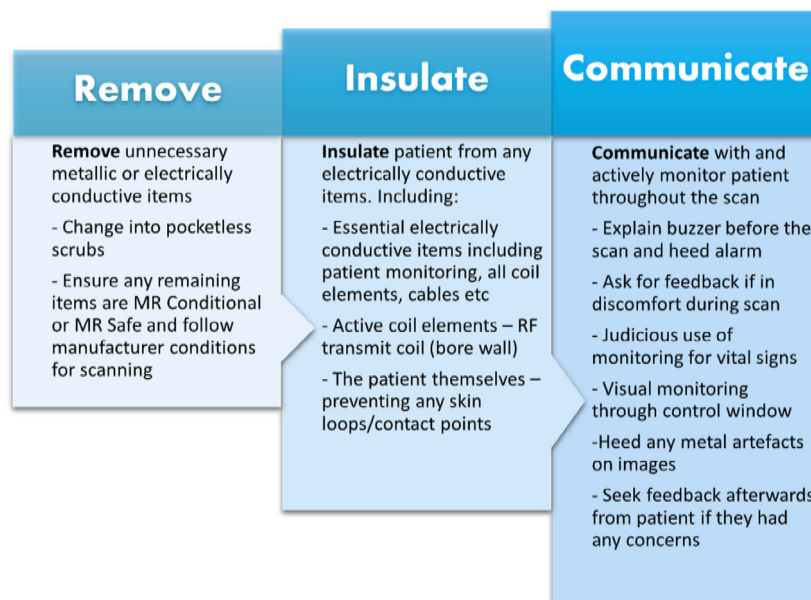 Remove
Remove unnecessary
metallic or electrically
conductive items
- Change into pocketless
scrubs
- Ensure any remaining
items are MR Conditional
or MR Safe and follow
manufacturer conditions
for scanning
Insulate
Insulate patient from any
electrically conductive
items. Including:
- Essential electrically
conductive items including
patient monitoring, all coil
elements, cables etc
- Active coil elements – RF
transmit coil (bore wall)
- The patient themselves –
preventing any skin
loops/contact points
Communicate
Communicate with and
actively monitor patient
throughout the scan
- Explain buzzer before the
scan and heed alarm
- Ask for feedback if in
discomfort during scan
- Judicious use of
monitoring for vital signs
- Visual monitoring
through control window
-Heed any metal artefacts
on images
- Seek feedback afterwards
from patient if they had
any concerns